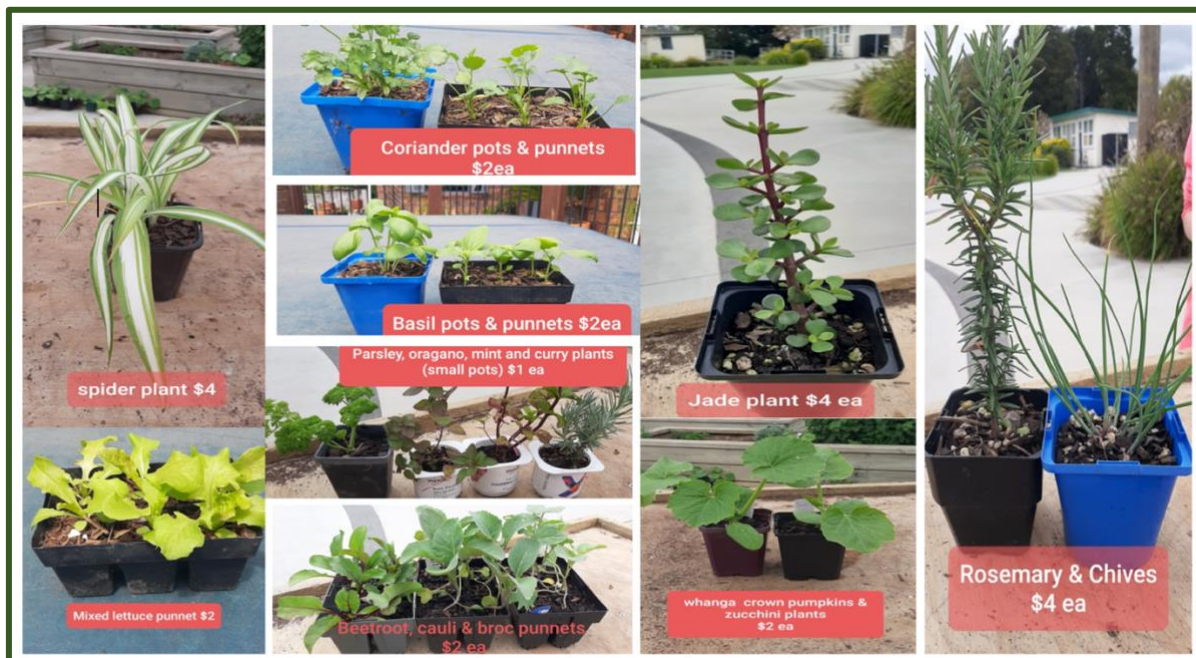 spider plant $4
Mixed lettuce punnet $2
Coriander pots & punnets
$2ea
Basil pots & punnets $2ea
Parsley, oragano, mint and curry plants
(small pots) $1 ea
Beetroot, cauli & broc punnets
$2 ea
Jade plant $4 ea
whanga crown pumpkins &
zucchini plants
$2 ea
Rosemary & Chives
$4 ea